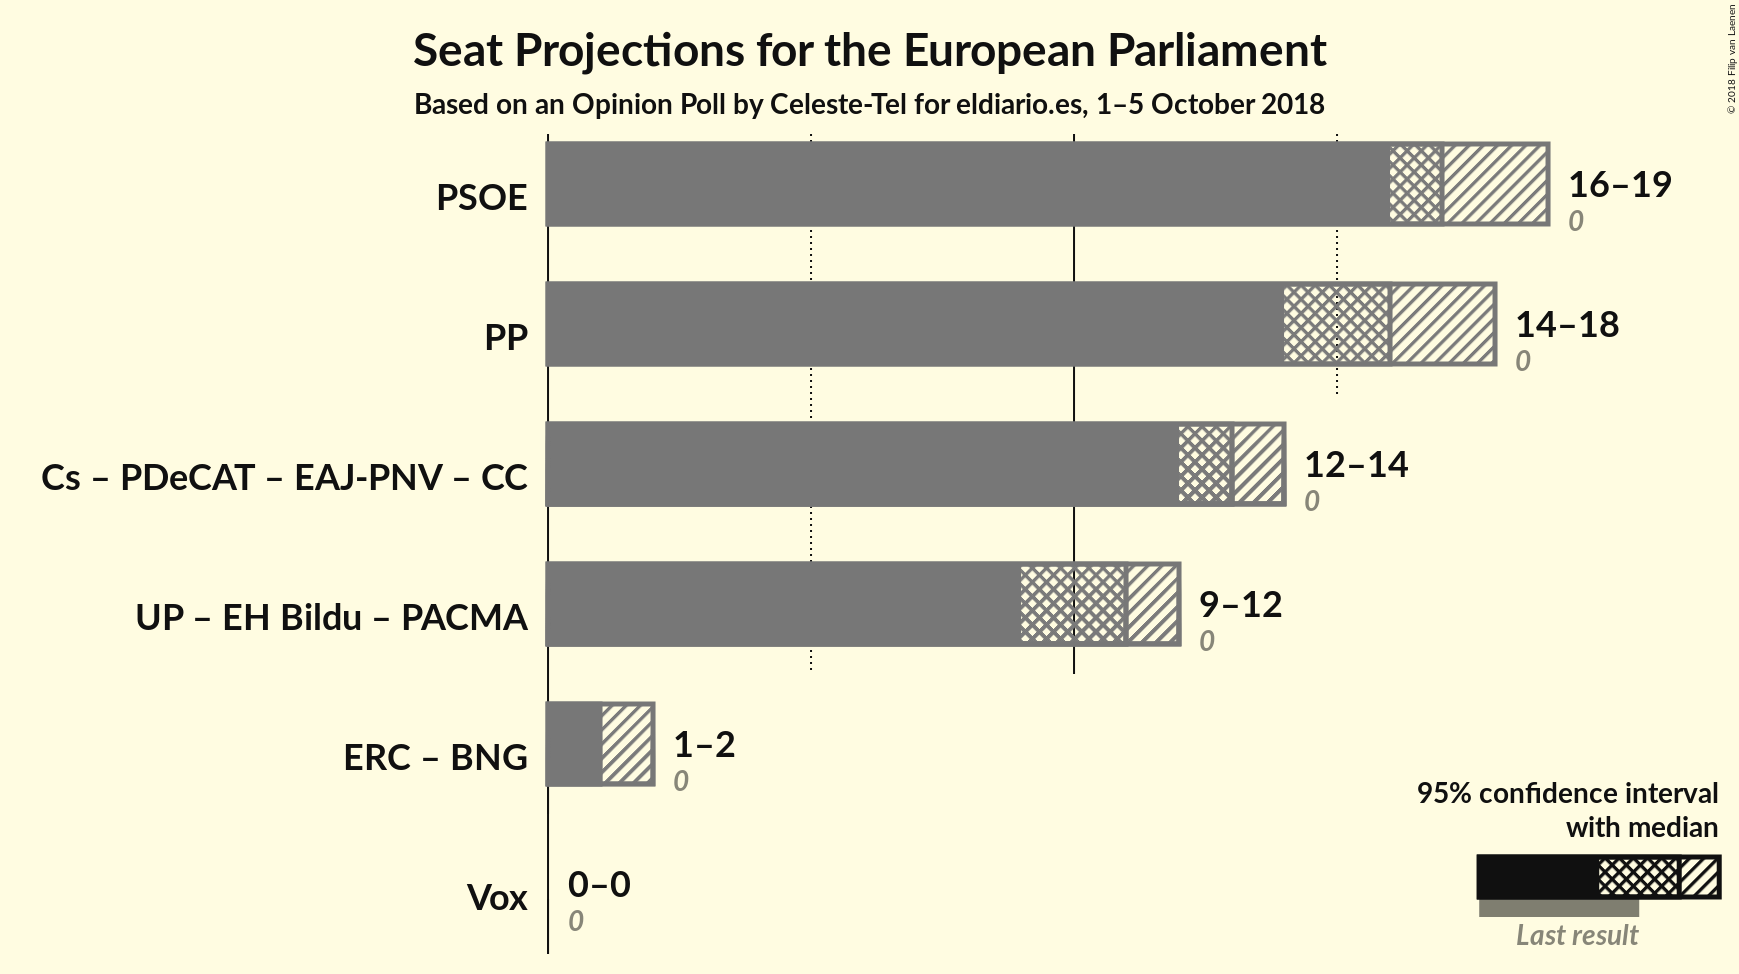 Seat Projections for the European Parliament
Based on an Opinion Poll by Celeste-Tel for eldiario.es, 1–5 October 2018
© 2018 Filip van Laenen
PSOE
16–19
0
PP
14–18
0
Cs – PDeCAT – EAJ-PNV – CC
12–14
0
UP – EH Bildu – PACMA
9–12
0
ERC – BNG
1–2
0
Vox
0–0
0
95% confidence interval
with median
Last result